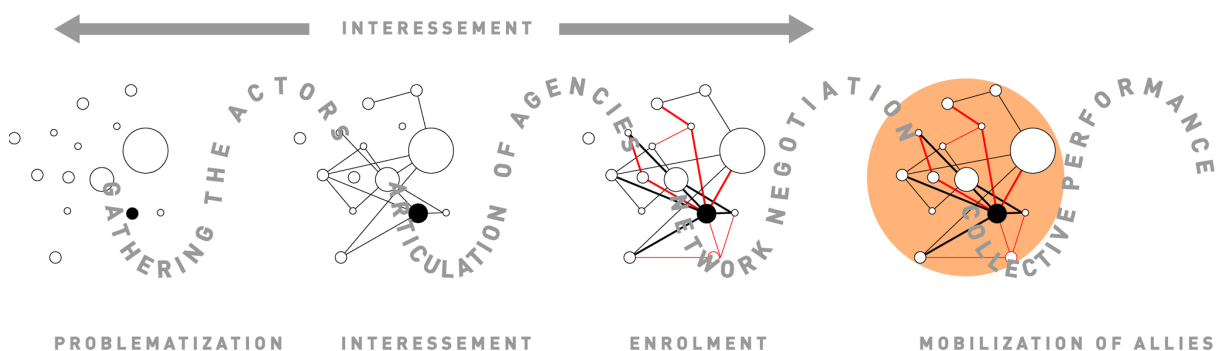 INTERESSEMENT
GATHERING THE ACTORS
ARTICULATION OF AGENCIES
NETWORK NEGOTIATION
COLLECTIVE PERFORMANCE
PROBLEMATIZATION
INTERESSEMENT
ENROLMENT
MOBILIZATION OF ALLIES